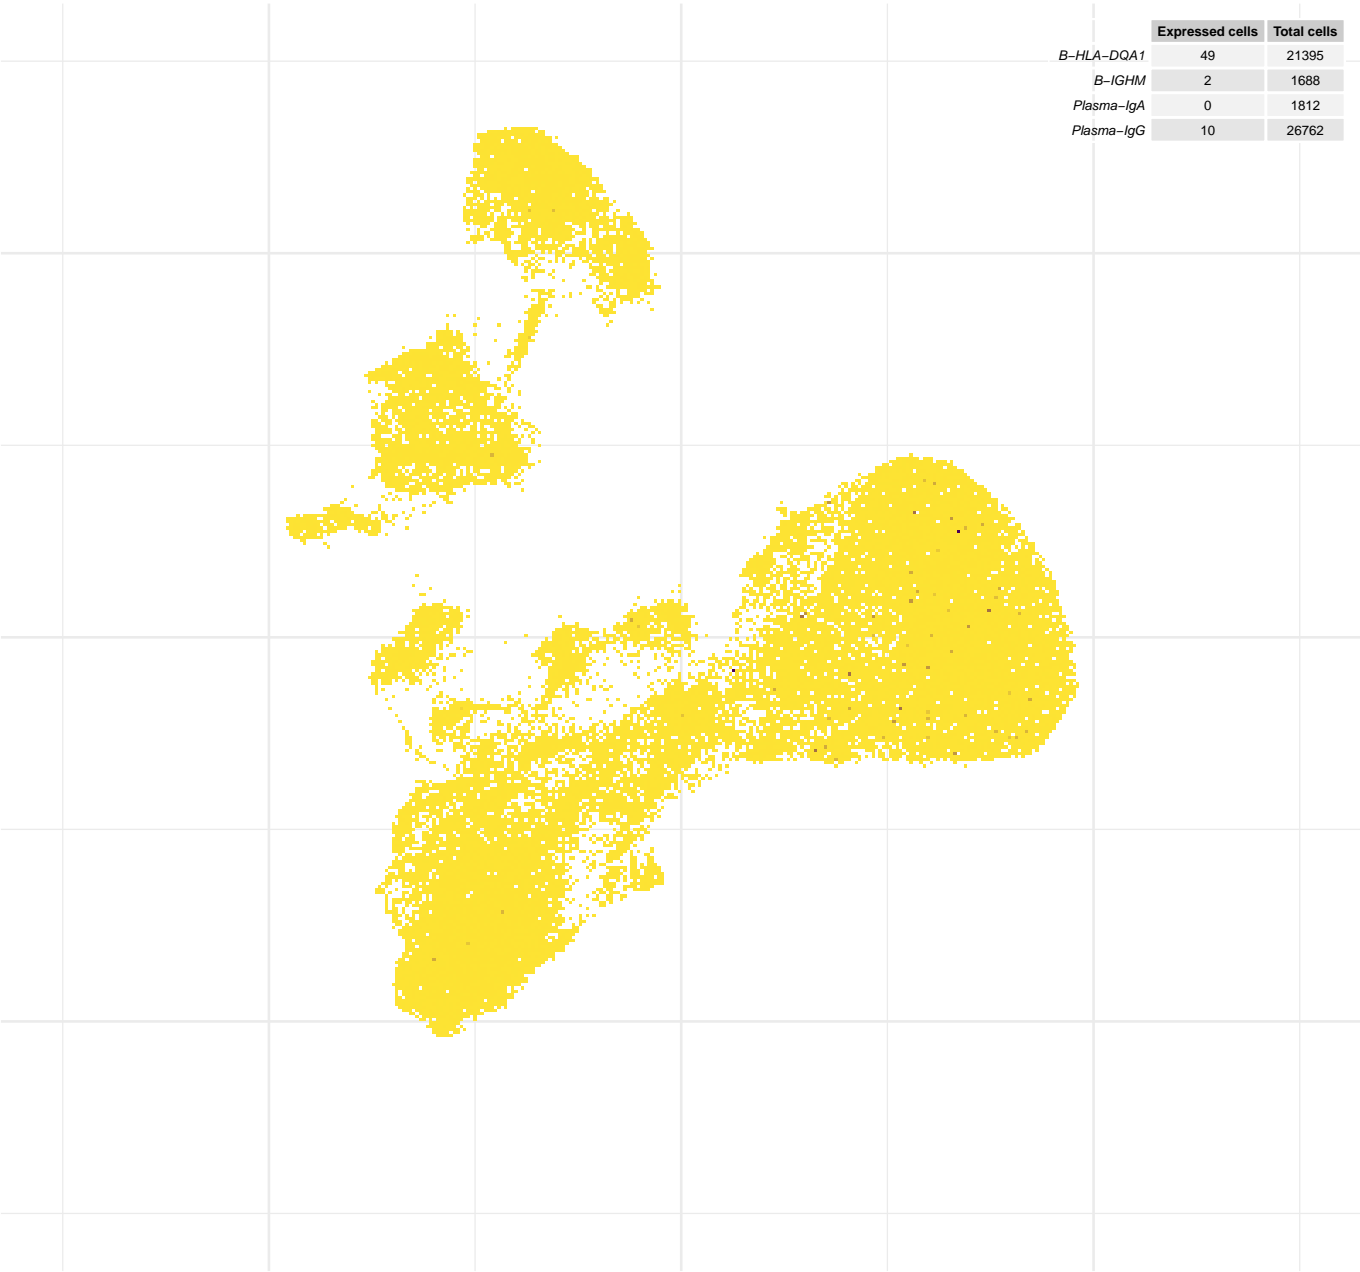 Expressed cells Total cells
B−HLA−DQA1 49 21395
B−IGHM 2 1688
Plasma−IgA 0 1812
Plasma−IgG 10 26762